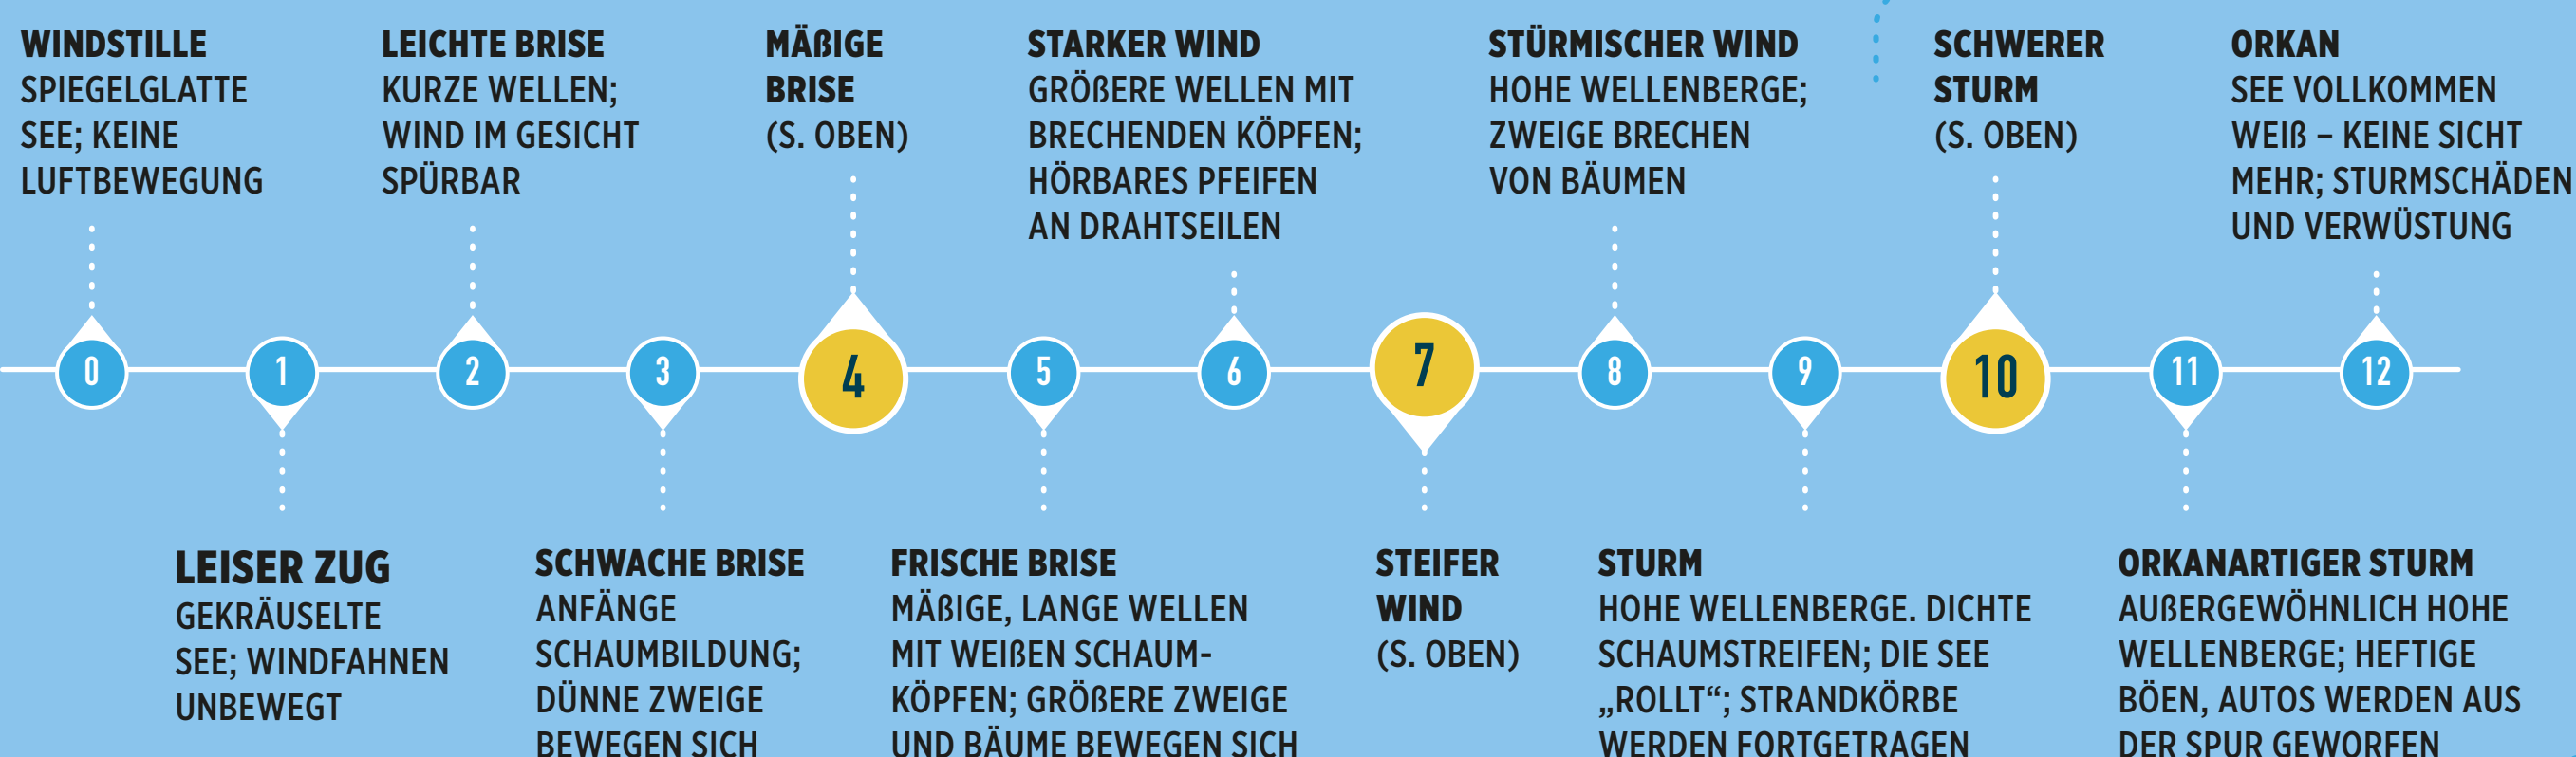 WINDSTILLE
SPIEGELGLATTE
SEE; KEINE
LUFTBEWEGUNG
LEICHTE BRISE
KURZE WELLEN;
WIND IM GESICHT
SPÜRBAR
MÄßIGE
BRISE
(S. OBEN)
STARKER WIND
GRÖßERE WELLEN MIT
BRECHENDEN KÖPFEN;
HÖRBARES PFEIFEN
AN DRAHTSEILEN
STÜRMISCHER WIND
HOHE WELLENBERGE;
ZWEIGE BRECHEN
VON BÄUMEN
SCHWERER
STURM
(S. OBEN)
ORKAN
SEE VOLLKOMMEN
WEIß – KEINE SICHT
MEHR; STURMSCHÄDEN
UND VERWÜSTUNG
0 1 2 3 4 5 6 7 8 9 10 11 12
LEISER ZUG
GEKRÄUSELTE
SEE; WINDFAHNEN
UNBEWEGT
SCHWACHE BRISE
ANFÄNGE
SCHAUMBILDUNG;
DÜNNE ZWEIGE
BEWEGEN SICH
FRISCHE BRISE
MÄßIGE, LANGE WELLEN
MIT WEIßEN SCHAUM-
KÖPFEN; GRÖßERE ZWEIGE
UND BÄUME BEWEGEN SICH
STEIFER
WIND
(S. OBEN)
STURM
HOHE WELLENBERGE. DICHTE
SCHAUMSTREIFEN; DIE SEE
„ROLLT“; STRANDKÖRBE
WERDEN FORTGETRAGEN
ORKANARTIGER STURM
AUßERGEWÖHNLICH HOHE
WELLENBERGE; HEFTIGE
BÖEN, AUTOS WERDEN AUS
DER SPUR GEWORFEN